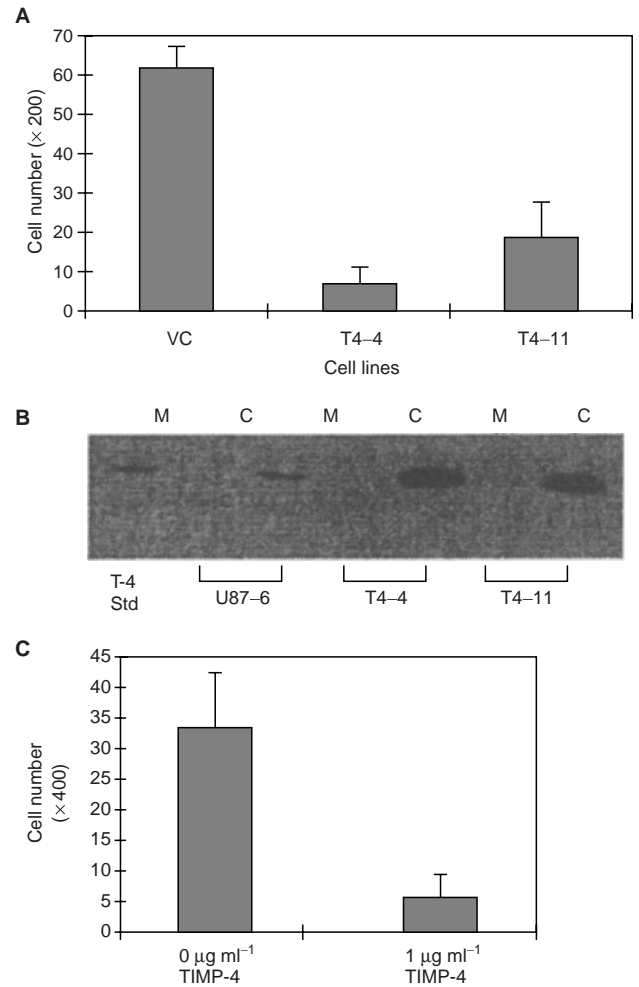 A
Cell number (× 200)
70
60
50
40
30
20
10
0
VC T4–4 T4–11
Cell lines
B
M C M C M C
T-4
Std
U87–6 T4–4 T4–11
C
Cell number
(×400)
45
40
35
30
25
20
15
10
5
0
0 μg ml⁻¹ 1 μg ml⁻¹
TIMP-4 TIMP-4